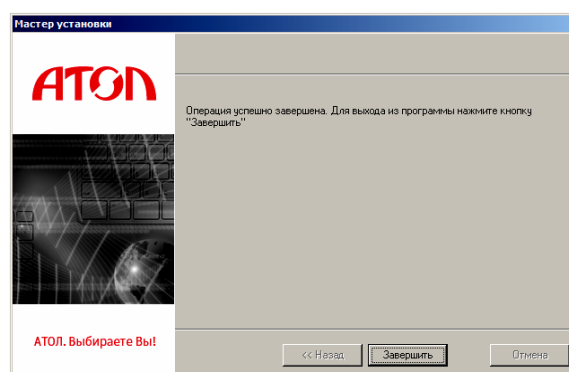 Мастер установки
АТОЛ
Операция успешно завершена. Для выхода из программы нажмите кнопку
"Завершить"
АТОЛ. Выбираете Вы!
<< Назад
Завершить
Отмена